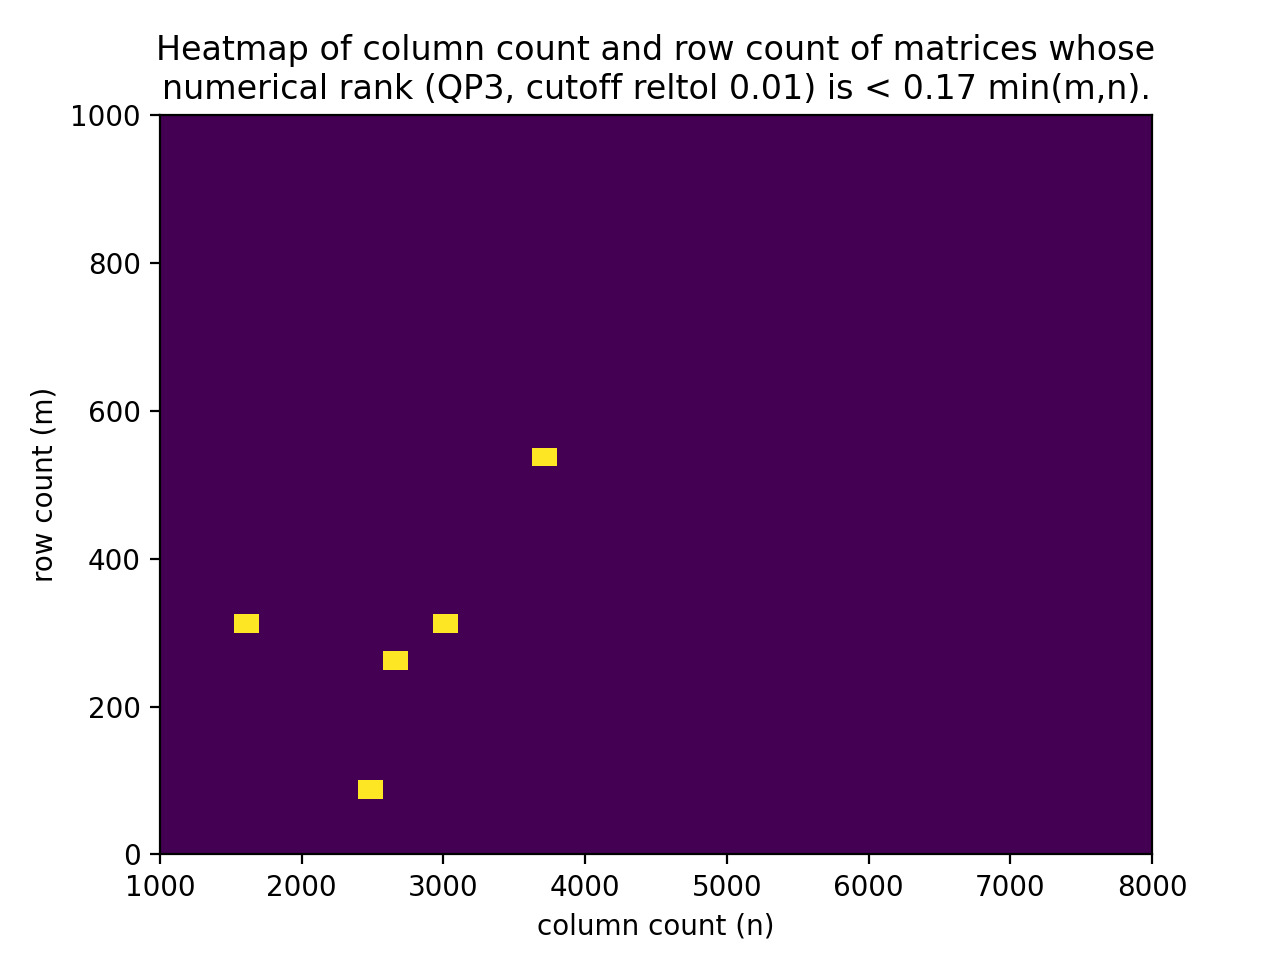 Heatmap of column count and row count of matrices whose
numerical rank (QP3, cutoff reltol 0.01) is < 0.17 min(m,n).
1000
800
600
400
200
0
row count (m)
1000 2000 3000 4000 5000 6000 7000 8000
column count (n)